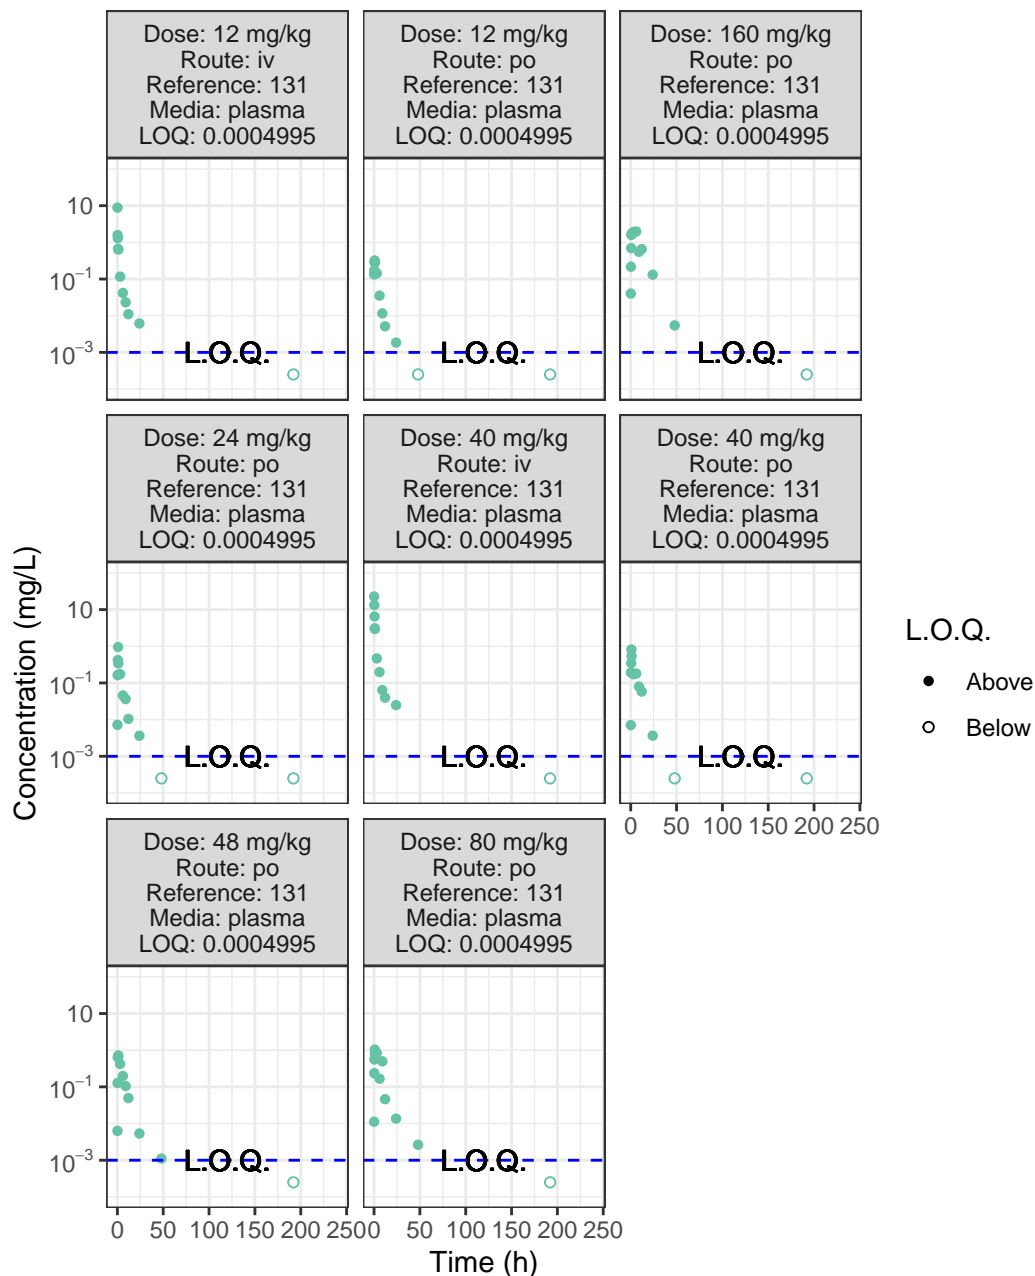 Dose: 12 mg/kg
Route: iv
Reference: 131
Media: plasma
LOQ: 0.0004995
Dose: 12 mg/kg
Route: po
Reference: 131
Media: plasma
LOQ: 0.0004995
Dose: 160 mg/kg
Route: po
Reference: 131
Media: plasma
LOQ: 0.0004995
10
10⁻¹
10⁻³
L.O.Q.
L.O.Q.
L.O.Q.
Dose: 24 mg/kg
Route: po
Reference: 131
Media: plasma
LOQ: 0.0004995
Dose: 40 mg/kg
Route: iv
Reference: 131
Media: plasma
LOQ: 0.0004995
Dose: 40 mg/kg
Route: po
Reference: 131
Media: plasma
LOQ: 0.0004995
Concentration (mg/L)
10
10⁻¹
10⁻³
L.O.Q.
L.O.Q.
L.O.Q.
0 50 100 150 200 250
L.O.Q.
Above
Below
Dose: 48 mg/kg
Route: po
Reference: 131
Media: plasma
LOQ: 0.0004995
Dose: 80 mg/kg
Route: po
Reference: 131
Media: plasma
LOQ: 0.0004995
10
10⁻¹
10⁻³
L.O.Q.
L.O.Q.
0 50 100 150 200 250
0 50 100 150 200 250
Time (h)